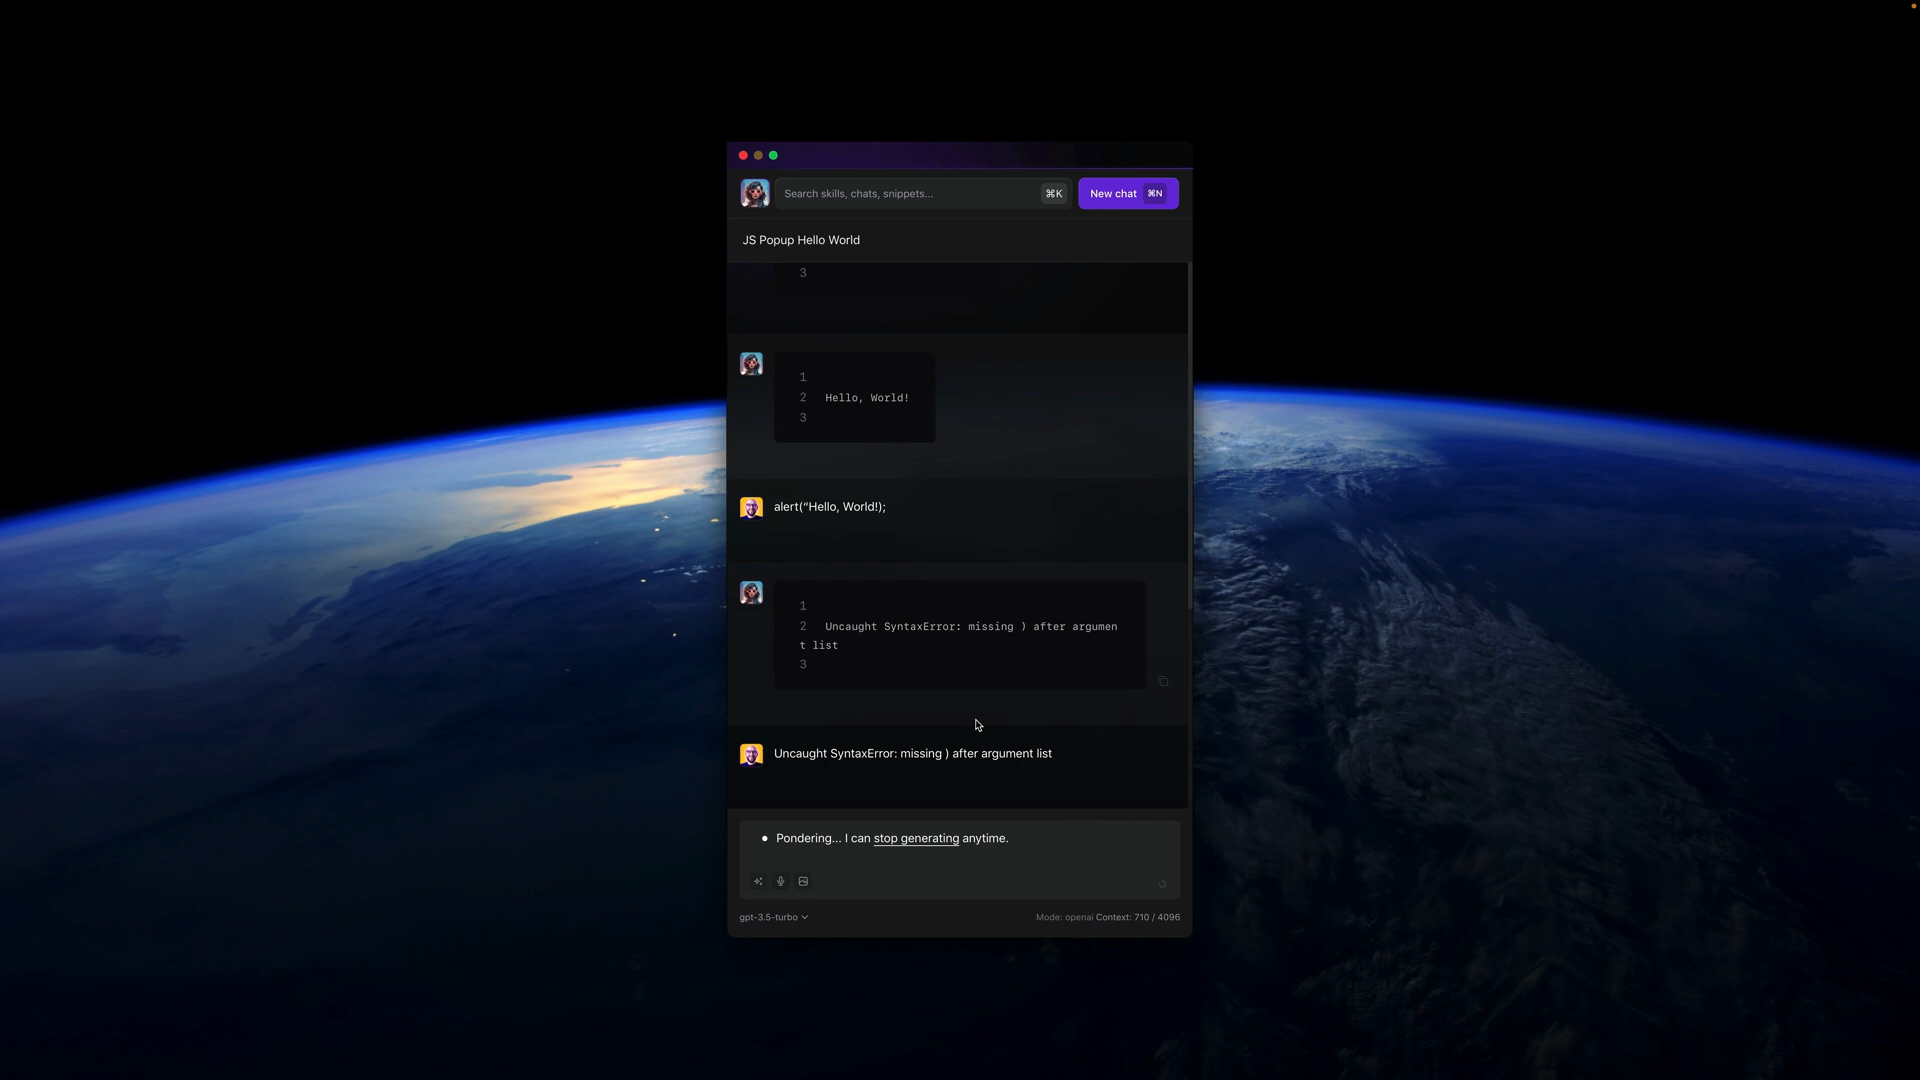 Search skills, chats, snippets...
⌘K
New chat ⌘N
JS Popup Hello World
3
1
2 Hello, World!
3
alert(“Hello, World!);
1
2 Uncaught SyntaxError: missing ) after argumen
t list
3
Uncaught SyntaxError: missing ) after argument list
Pondering... I can stop generating anytime.
gpt-3.5-turbo
Mode: openai Context: 710 / 4096